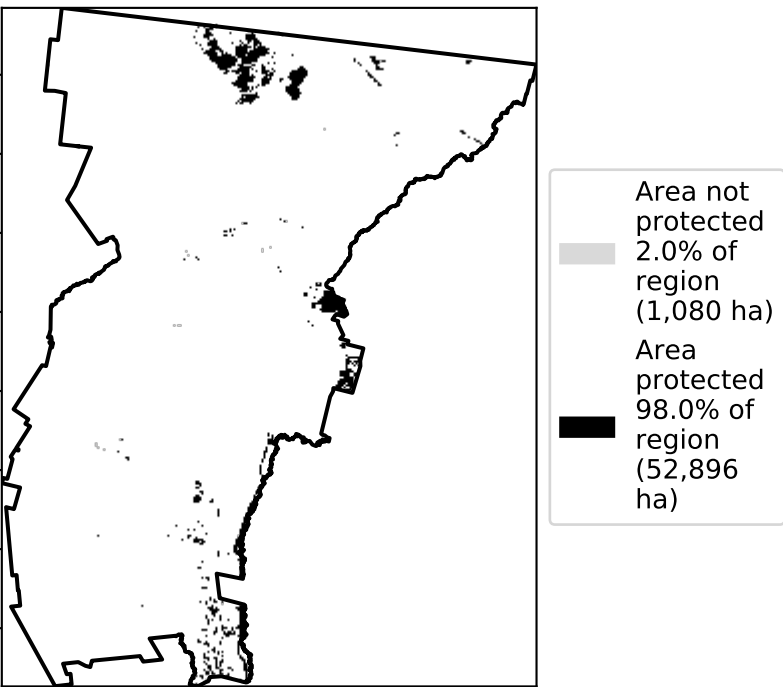 Area not
protected
2.0% of
region
(1,080 ha)
Area
protected
98.0% of
region
(52,896
ha)